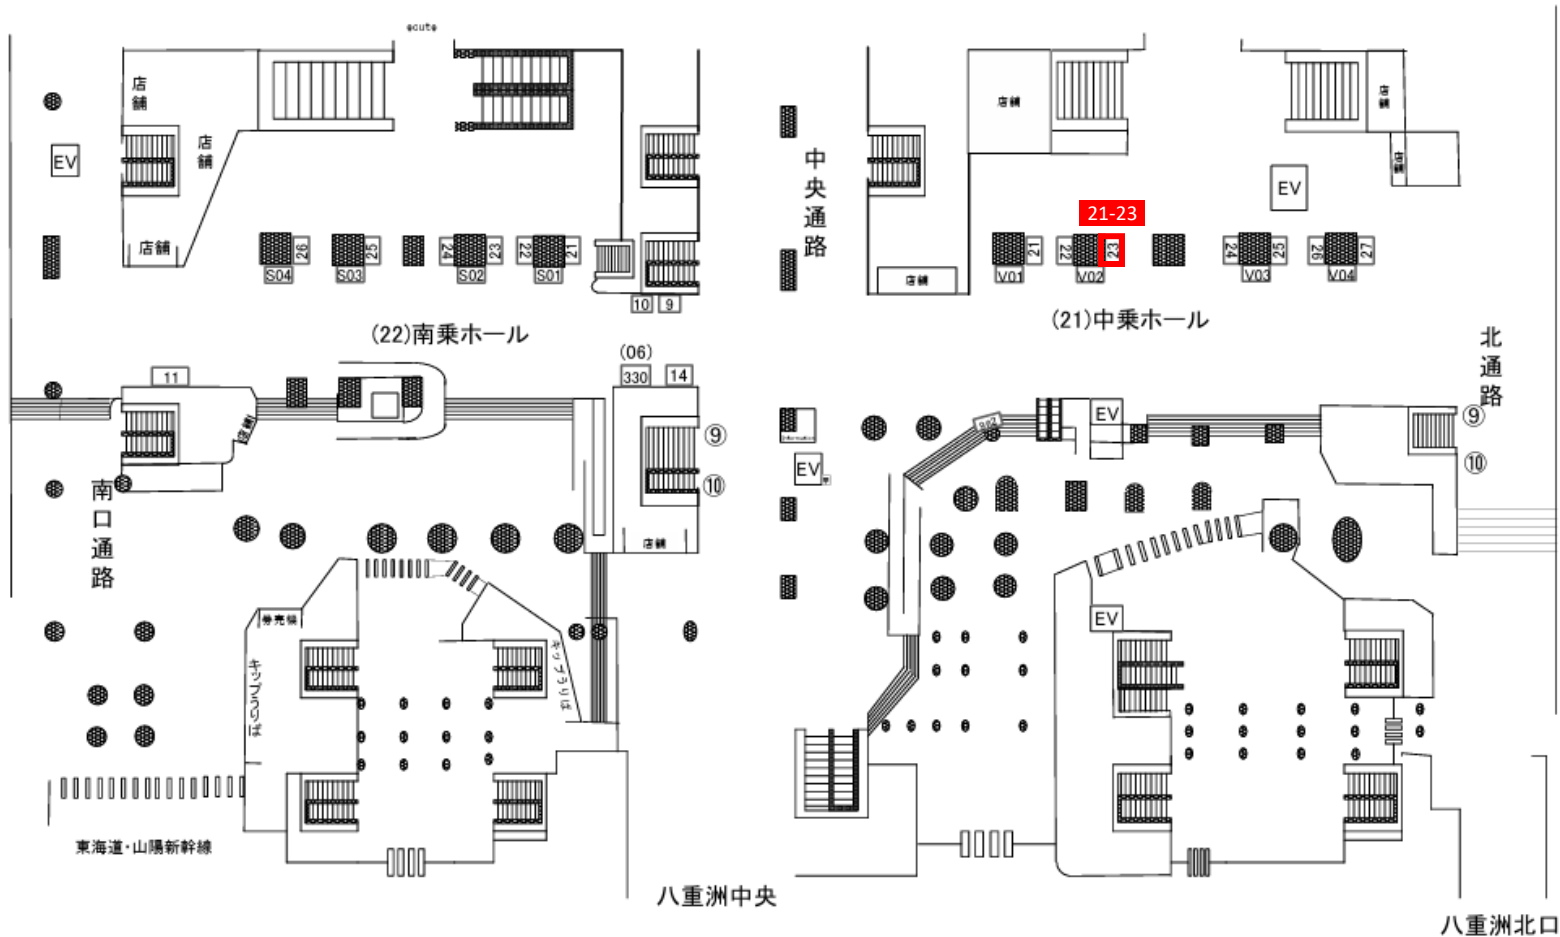 ecute
店舗
店舗
店舗
EV
S04
26
S03
25
24
S02
23
22
S01
21
10
9
(22)南乗ホール
中央通路
店舗
店舗
店舗
店舗
EV
21-23
V01
21
22
V02
23
24
V03
25
26
V04
27
(21)中乗ホール
北通路
11
店舗
(06)
330
14
⑨
⑩
店舗
南口通路
券売機
キップうりば
キップうりば
東海道・山陽新幹線
八重洲中央
Information
EV
EV
⑨
⑩
EV
八重洲北口